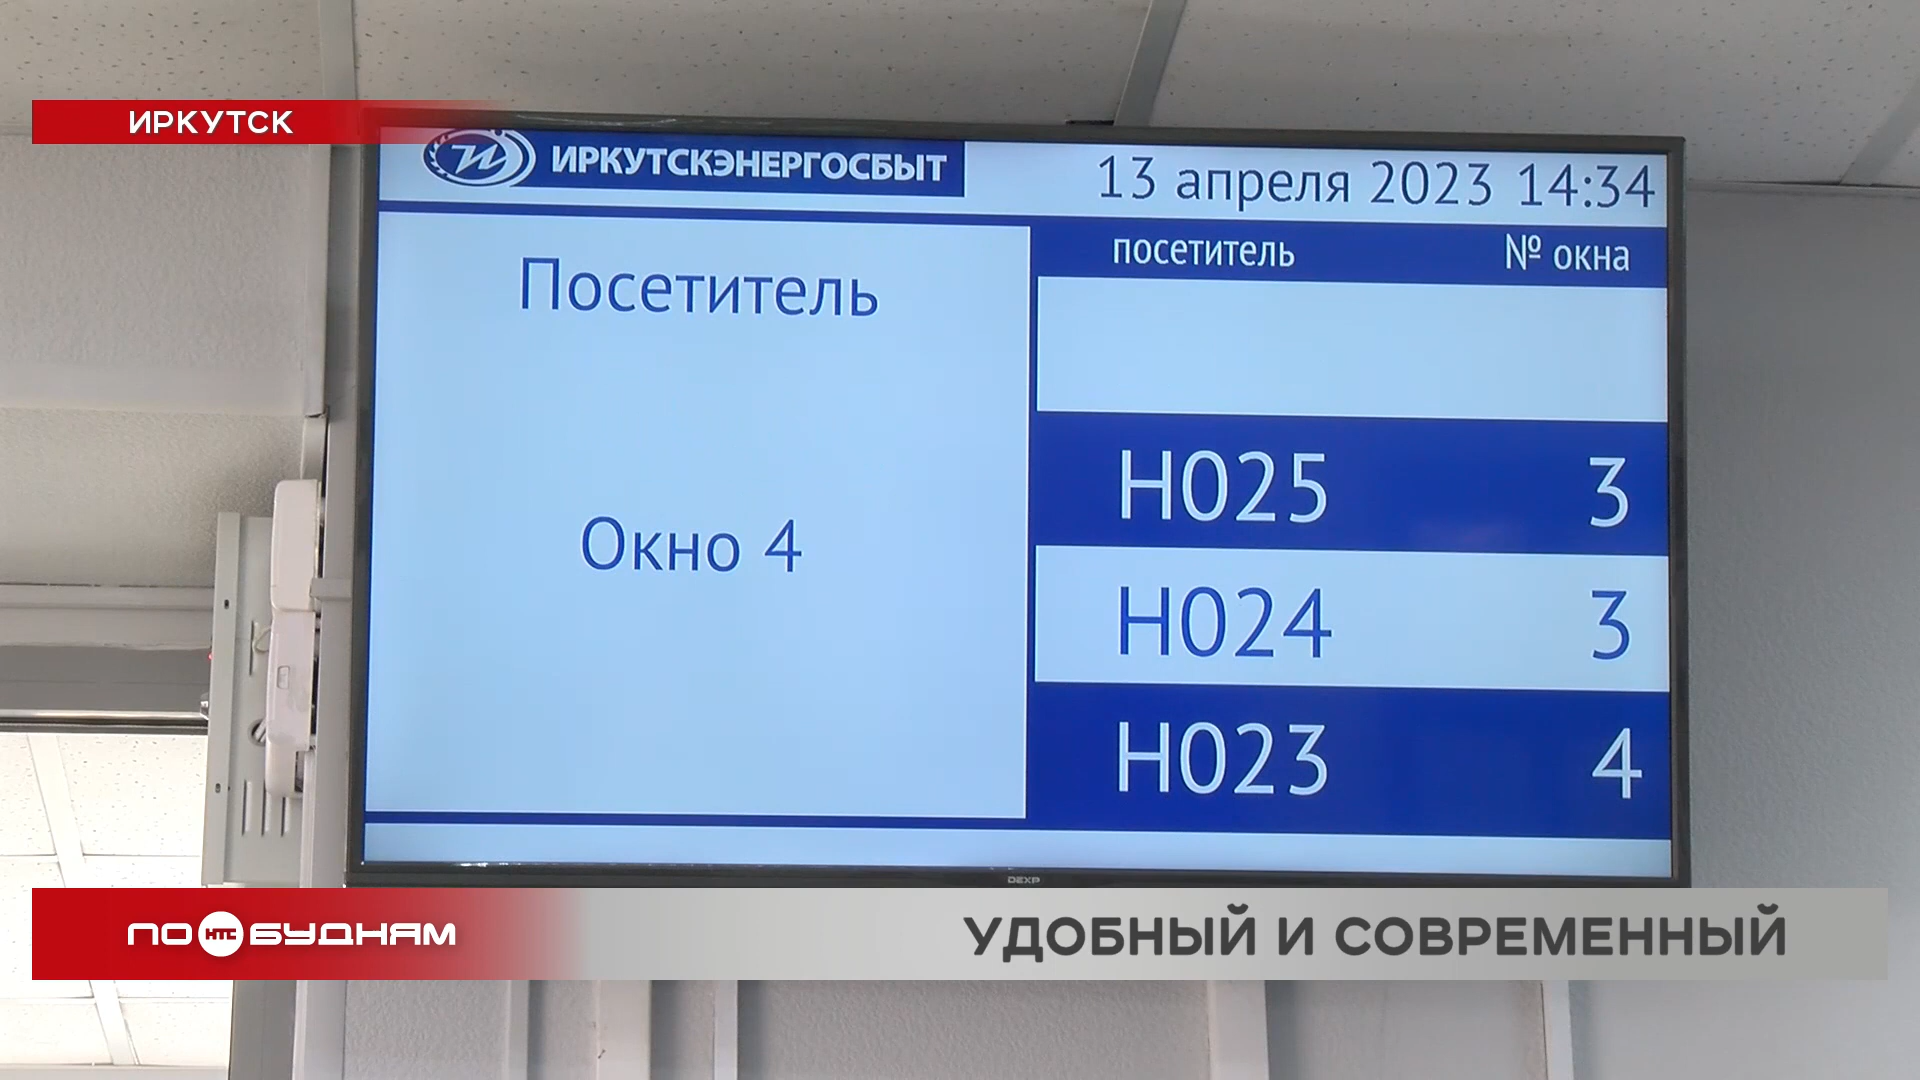 ИРКУТСК
ИРКУТСКЭНЕРГОСБЫТ
13 апреля 2023 14:34
Посетитель
Окно 4
посетитель № окна
Н025 3
Н024 3
Н023 4
DEXP
ПО НТС БУДНЯМ
УДОБНЫЙ И СОВРЕМЕННЫЙ